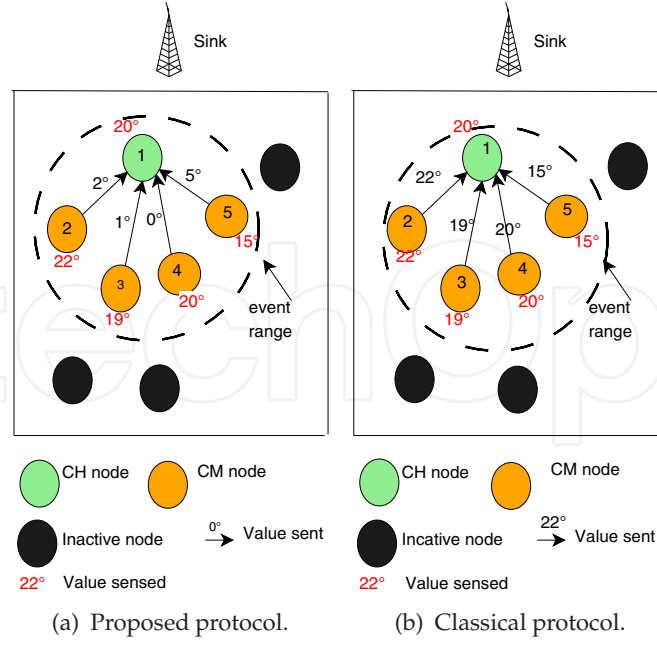 Sink
20°
1
2°
5°
1°
0°
2
5
22°
15°
3
4
19°
20°
event
range
CH node
CM node
Inactive node
0°
Value sent
22°
Value sensed
(a) Proposed protocol.
Sink
20°
1
22°
15°
19°
20°
2
5
22°
15°
3
4
19°
20°
event
range
CH node
CM node
Incative node
22°
Value sent
22°
Value sensed
(b) Classical protocol.
techOp